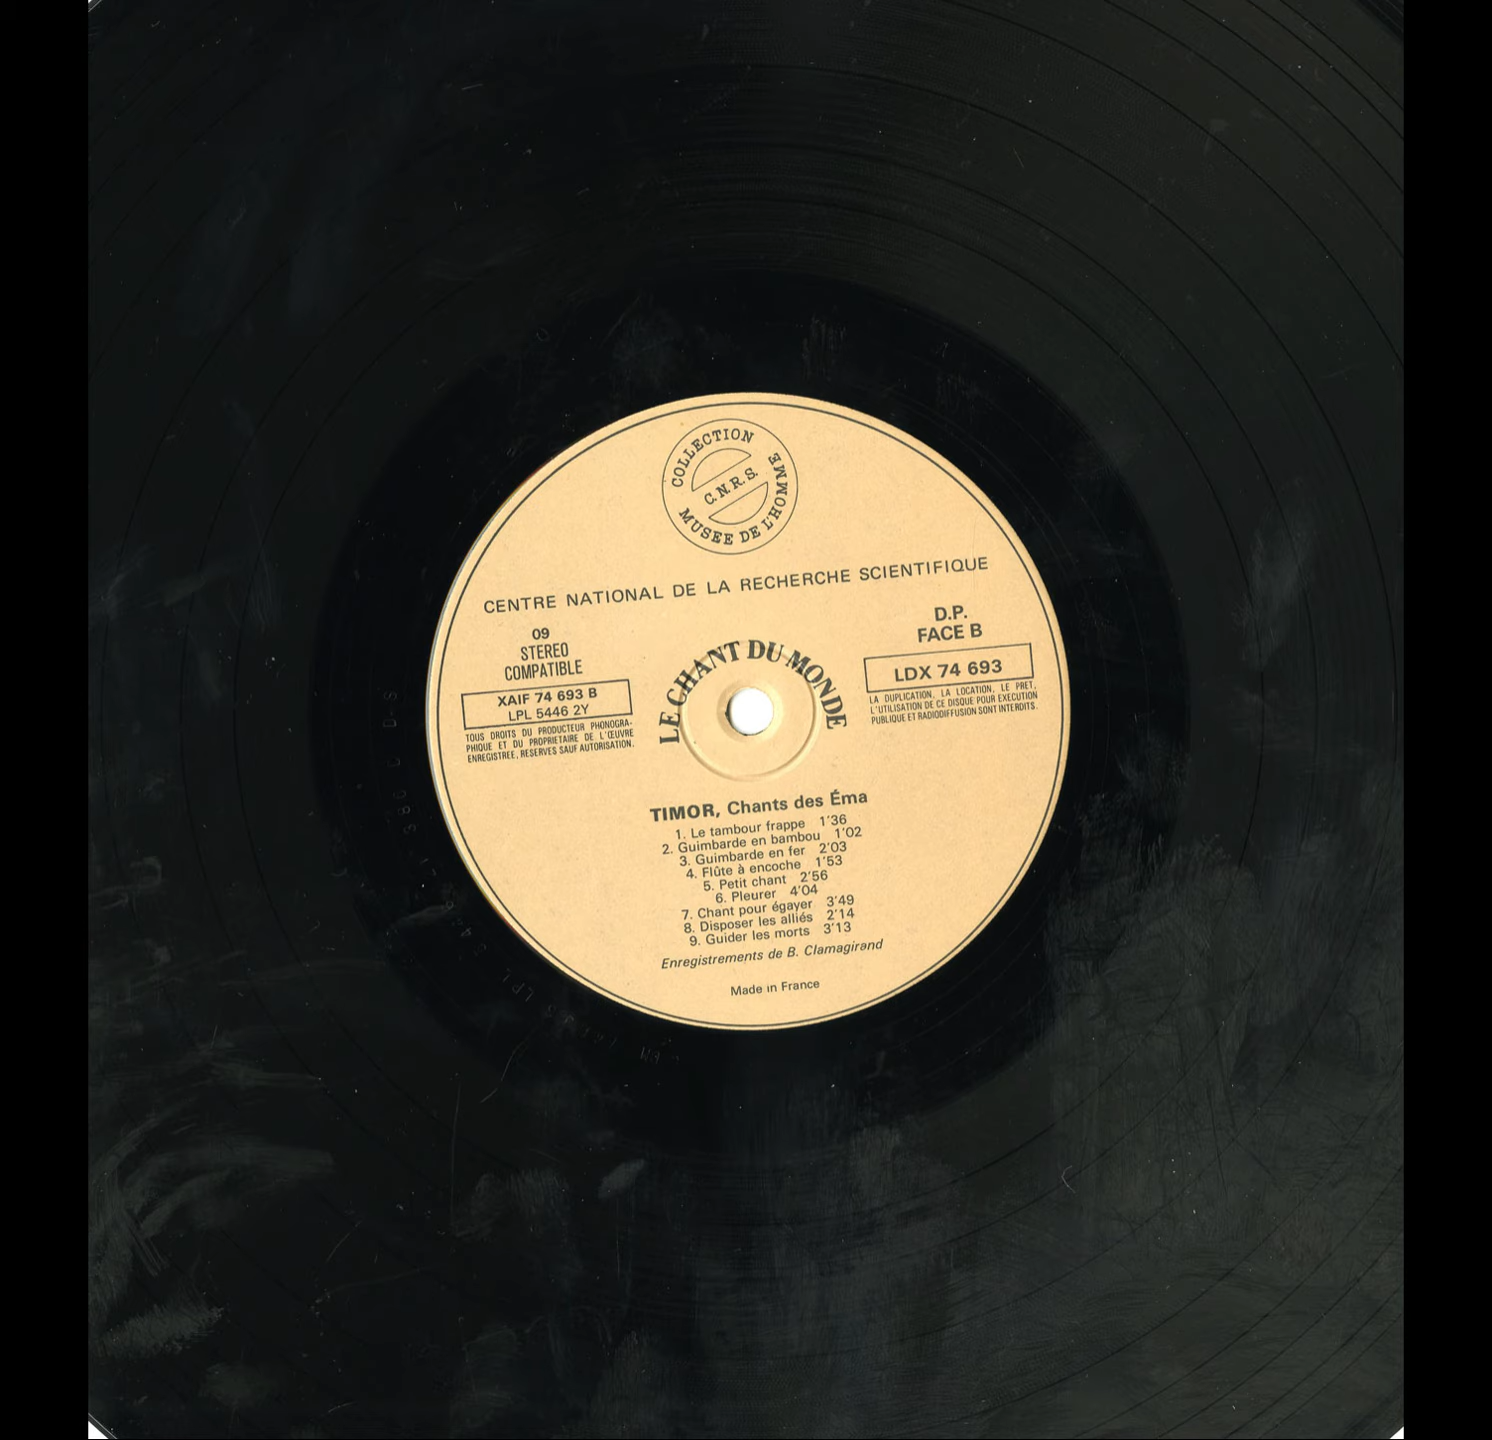 COLLECTION
C.N.R.S.
MUSEE DE L'HOMME
CENTRE NATIONAL DE LA RECHERCHE SCIENTIFIQUE
09
STEREO
COMPATIBLE
XAIF 74 693 B
LPL 5446 2Y
TOUS DROITS DU PRODUCTEUR PHONOGRA-
PHIQUE ET DU PROPRIETAIRE DE L'ŒUVRE
ENREGISTREE, RESERVES SAUF AUTORISATION.
LE CHANT DU MONDE
D.P.
FACE B
LDX 74 693
LA DUPLICATION, LA LOCATION, LE PRET,
L'UTILISATION DE CE DISQUE POUR EXECUTION
PUBLIQUE ET RADIODIFFUSION SONT INTERDITS.
TIMOR, Chants des Éma
1. Le tambour frappe 1'36
2. Guimbarde en bambou 1'02
3. Guimbarde en fer 2'03
4. Flûte à encoche 1'53
5. Petit chant 2'56
6. Pleurer 4'04
7. Chant pour égayer 3'49
8. Disposer les alliés 2'14
9. Guider les morts 3'13
Enregistrements de B. Clamagirand
Made in France